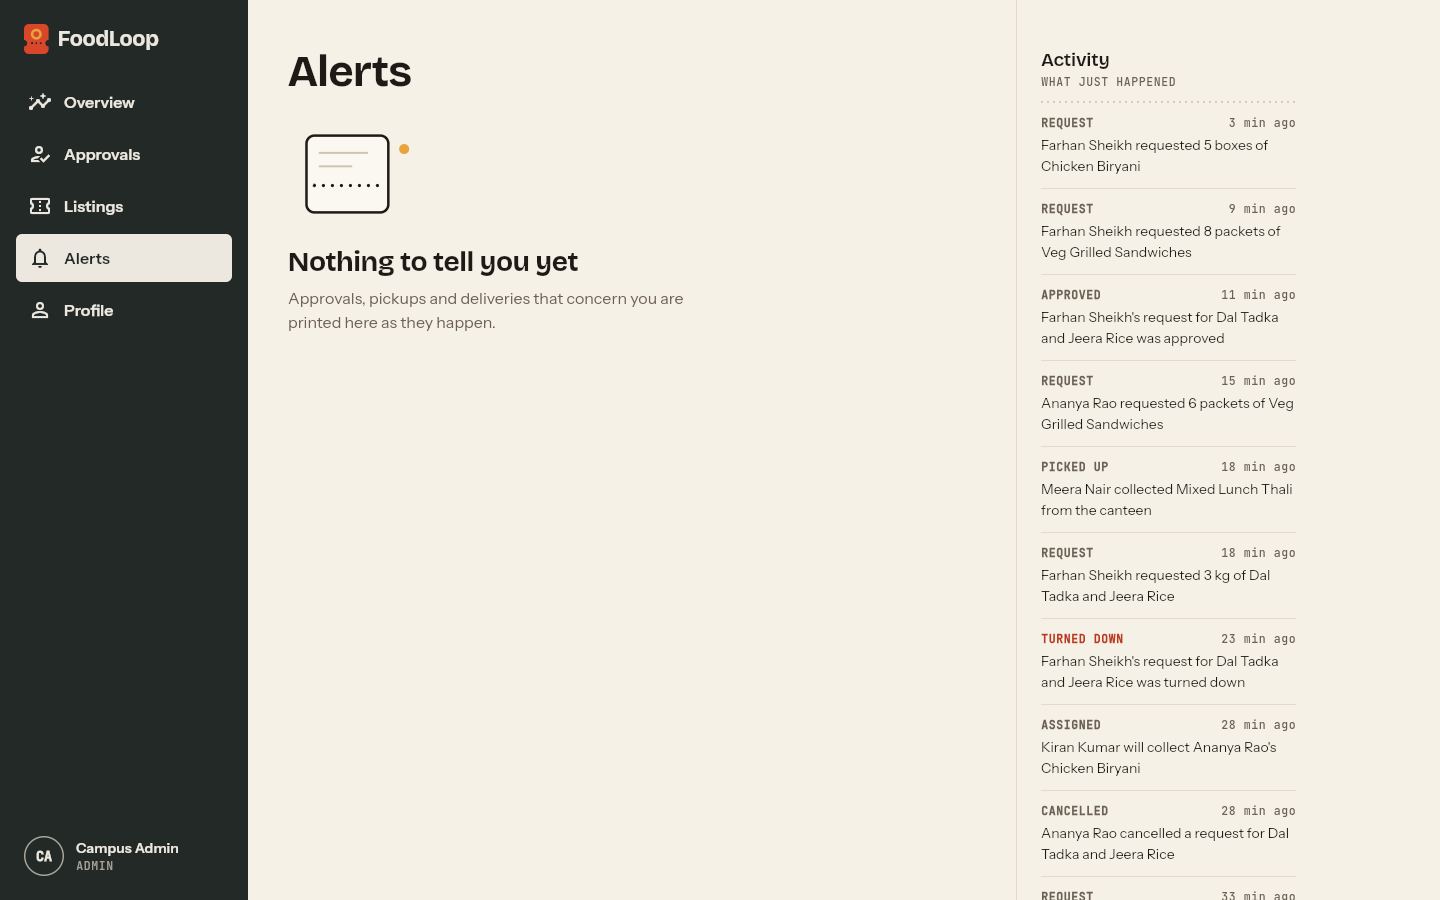 FoodLoop
Overview
Approvals
Listings
Alerts
Profile
CA
Campus Admin
ADMIN
Alerts
Nothing to tell you yet
Approvals, pickups and deliveries that concern you are
printed here as they happen.
Activity
WHAT JUST HAPPENED
REQUEST 3 min ago
Farhan Sheikh requested 5 boxes of
Chicken Biryani
REQUEST 9 min ago
Farhan Sheikh requested 8 packets of
Veg Grilled Sandwiches
APPROVED 11 min ago
Farhan Sheikh's request for Dal Tadka
and Jeera Rice was approved
REQUEST 15 min ago
Ananya Rao requested 6 packets of Veg
Grilled Sandwiches
PICKED UP 18 min ago
Meera Nair collected Mixed Lunch Thali
from the canteen
REQUEST 18 min ago
Farhan Sheikh requested 3 kg of Dal
Tadka and Jeera Rice
TURNED DOWN 23 min ago
Farhan Sheikh's request for Dal Tadka
and Jeera Rice was turned down
ASSIGNED 28 min ago
Kiran Kumar will collect Ananya Rao's
Chicken Biryani
CANCELLED 28 min ago
Ananya Rao cancelled a request for Dal
Tadka and Jeera Rice
REQUEST 33 min ago